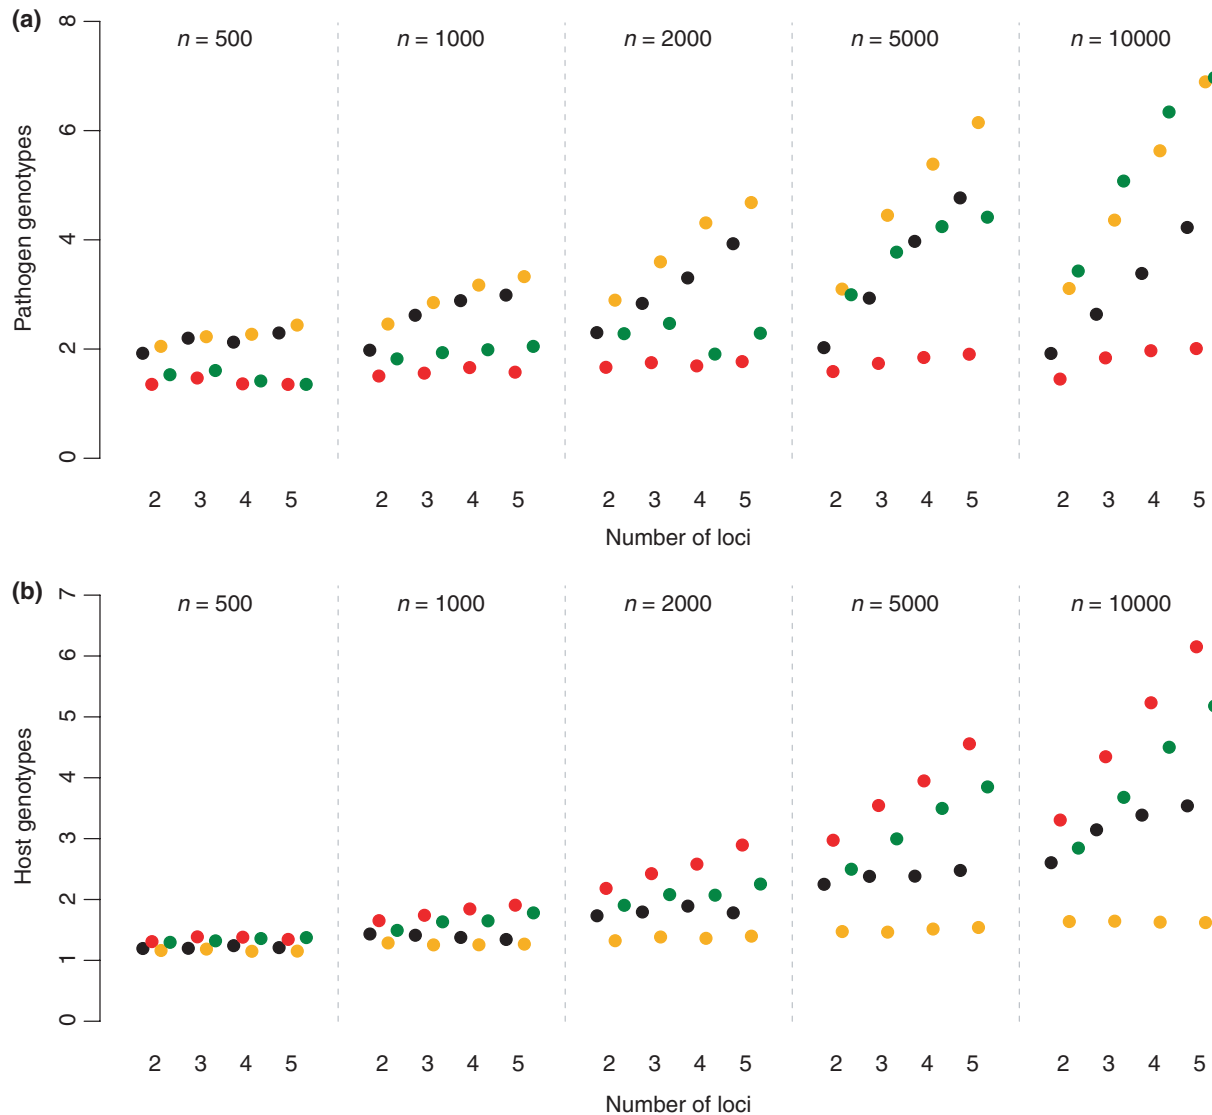 (a)
n = 500 n = 1000 n = 2000 n = 5000 n = 10000
8
6
4
2
0
Pathogen genotypes
2 3 4 5 2 3 4 5 2 3 4 5 2 3 4 5 2 3 4 5
Number of loci
(b)
n = 500 n = 1000 n = 2000 n = 5000 n = 10000
7
6
5
4
3
2
1
0
Host genotypes
2 3 4 5 2 3 4 5 2 3 4 5 2 3 4 5 2 3 4 5
Number of loci